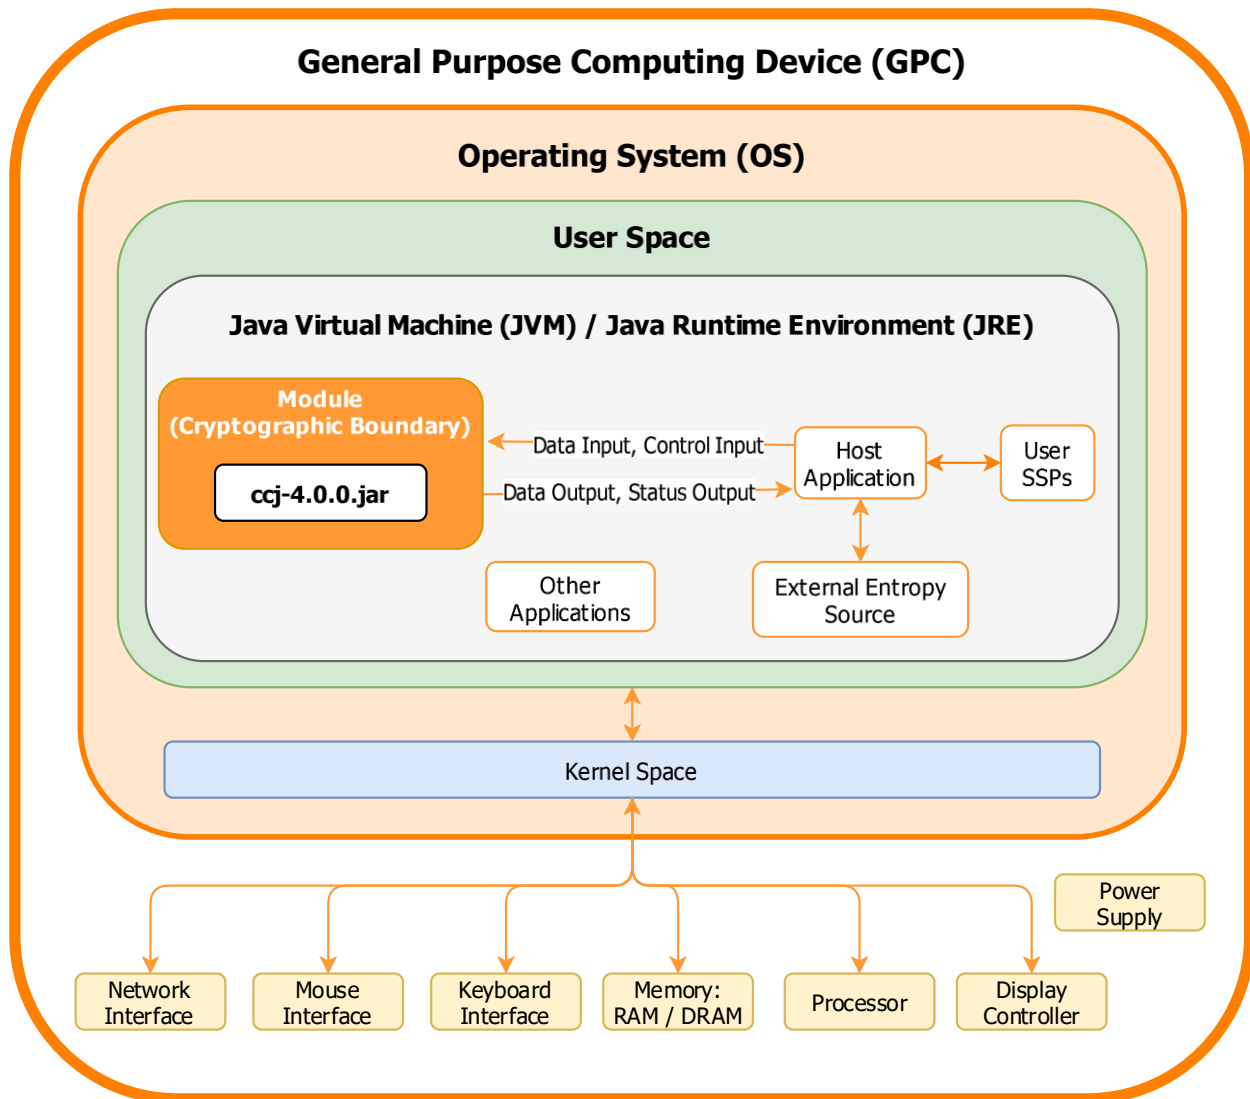 General Purpose Computing Device (GPC)
Operating System (OS)
User Space
Java Virtual Machine (JVM) / Java Runtime Environment (JRE)
Module
(Cryptographic Boundary)
ccj-4.0.0.jar
Data Input, Control Input
Data Output, Status Output
Host
Application
User
SSPs
Other
Applications
External Entropy
Source
Kernel Space
Power
Supply
Network
Interface
Mouse
Interface
Keyboard
Interface
Memory:
RAM / DRAM
Processor
Display
Controller